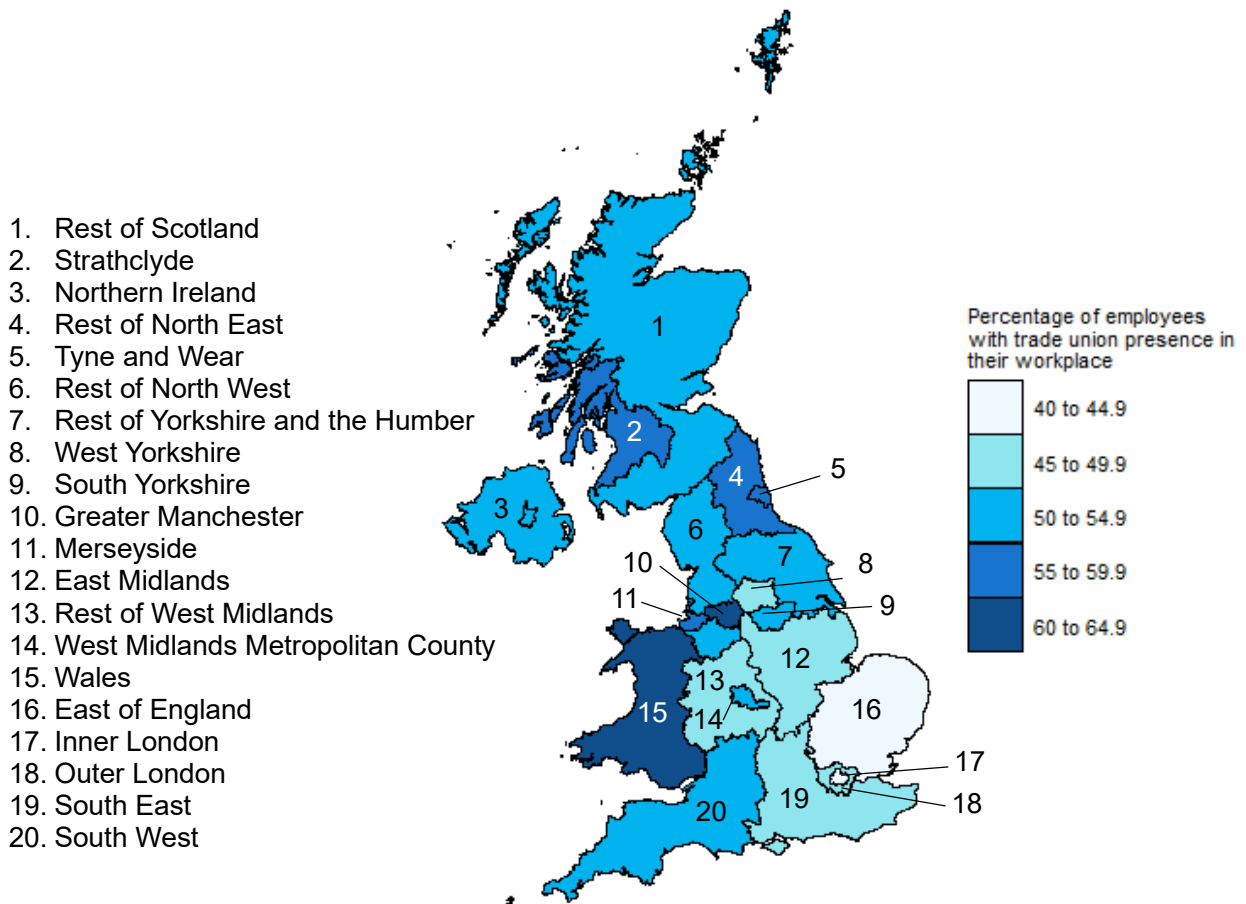 1. Rest of Scotland
2. Strathclyde
3. Northern Ireland
4. Rest of North East
5. Tyne and Wear
6. Rest of North West
7. Rest of Yorkshire and the Humber
8. West Yorkshire
9. South Yorkshire
10. Greater Manchester
11. Merseyside
12. East Midlands
13. Rest of West Midlands
14. West Midlands Metropolitan County
15. Wales
16. East of England
17. Inner London
18. Outer London
19. South East
20. South West
1
2
3
4
5
6
7
8
9
10
11
12
13
14
15
16
17
18
19
20
Percentage of employees
with trade union presence in
their workplace
40 to 44.9
45 to 49.9
50 to 54.9
55 to 59.9
60 to 64.9